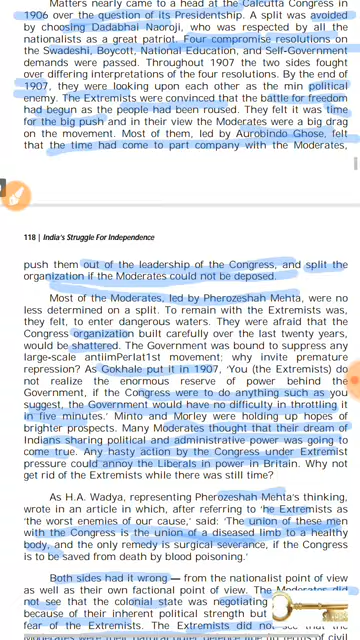 Matters nearly came to a head at the Calcutta Congress in
1906 over the question of its Presidentship. A split was avoided
by choosing Dadabhai Naoroji, who was respected by all the
nationalists as a great patriot. Four compromise resolutions on
the Swadeshi, Boycott, National Education, and Self-Government
demands were passed. Throughout 1907 the two sides fought
over differing interpretations of the four resolutions. By the end of
1907, they were looking upon each other as the min political
enemy. The Extremists were convinced that the battle for freedom
had begun as the people had been roused. They felt it was time
for the big push and in their view the Moderates were a big drag
on the movement. Most of them, led by Aurobindo Ghose, felt
that the time had come to part company with the Moderates,
118 | India's Struggle For Independence
push them out of the leadership of the Congress, and split the
organization if the Moderates could not be deposed.
Most of the Moderates, led by Pherozeshah Mehta, were no
less determined on a split. To remain with the Extremists was,
they felt, to enter dangerous waters. They were afraid that the
Congress organization built carefully over the last twenty years,
would be shattered. The Government was bound to suppress any
large-scale antiimPerIat1st movement; why invite premature
repression? As Gokhale put it in 1907, 'You (the Extremists) do
not realize the enormous reserve of power behind the
Government, if the Congress were to do anything such as you
suggest, the Government would have no difficulty in throttling it
in five minutes.' Minto and Morley were holding up hopes of
brighter prospects. Many Moderates thought that their dream of
Indians sharing political and administrative power was going to
come true. Any hasty action by the Congress under Extremist
pressure could annoy the Liberals in power in Britain. Why not
get rid of the Extremists while there was still time?
As H.A. Wadya, representing Pherozeshah Mehta's thinking,
wrote in an article in which, after referring to 'he Extremists as
'the worst enemies of our cause,' said: 'The union of these men
with the Congress is the union of a diseased limb to a healthy
body, and the only remedy is surgical severance, if the Congress
is to be saved from death by blood poisoning.'
Both sides had it wrong — from the nationalist point of view
as well as their own factional point of view. The Moderates did
not see that the colonial state was negotiating
because of their inherent political strength but
fear of the Extremists. The Extremists did not see that the